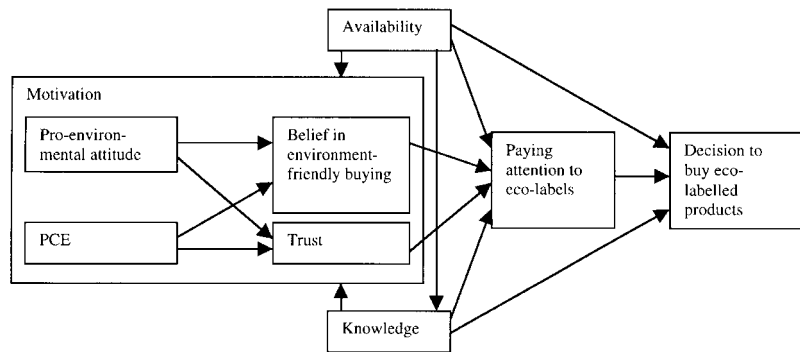 Availability
Motivation
Pro-environ-
mental attitude
Belief in
environment-
friendly buying
Paying
attention to
eco-labels
Decision to
buy eco-
labelled
products
PCE
Trust
Knowledge